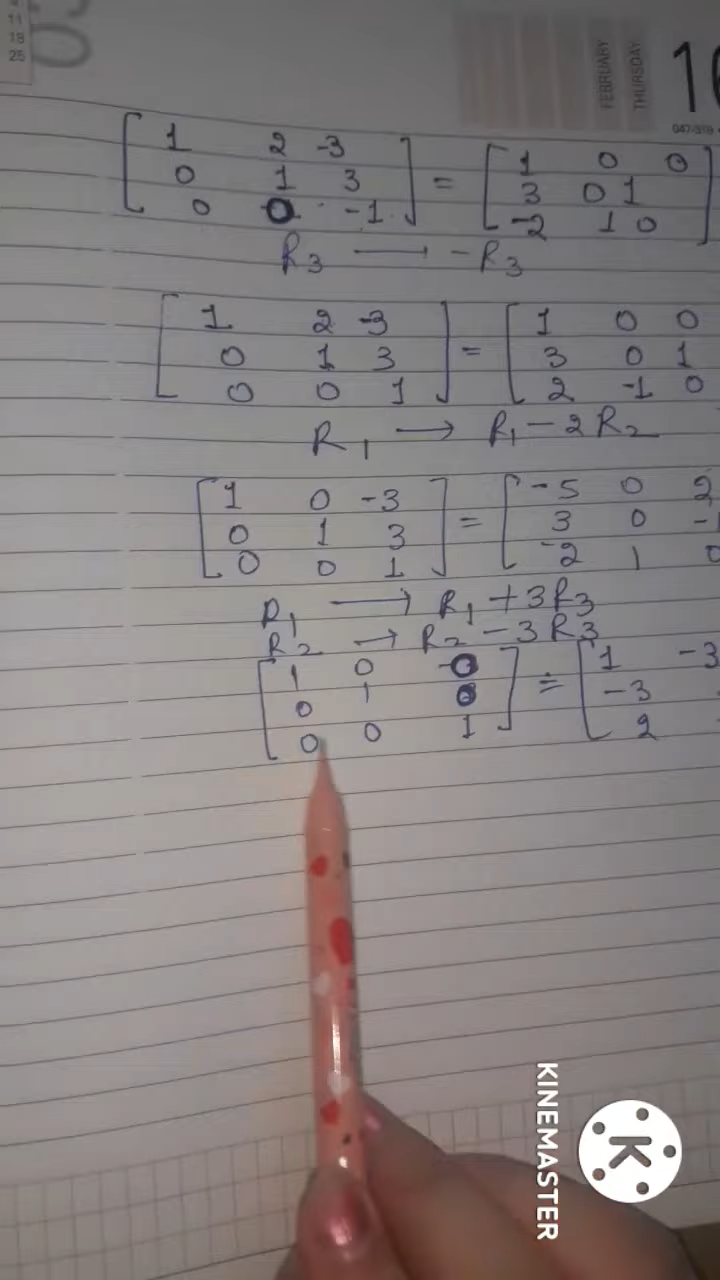 11
18
25
FEBRUARY
THURSDAY
1 2 -3 = 1 0 0
0 1 3 3 0 1
0 0 -1 -2 1 0
R3 → -R3
1 2 -3 = 1 0 0
0 1 3 3 0 1
0 0 1 2 -1 0
R1 → R1 - 2R2
1 0 -3 = -5 0 2
0 1 3 3 0 -1
0 0 1 -2 1 0
R1 → R1 + 3R3
R2 → R2 - 3R3
1 0 0 = 1 -3
0 1 0 -3
0 0 1 2
KINEMASTER